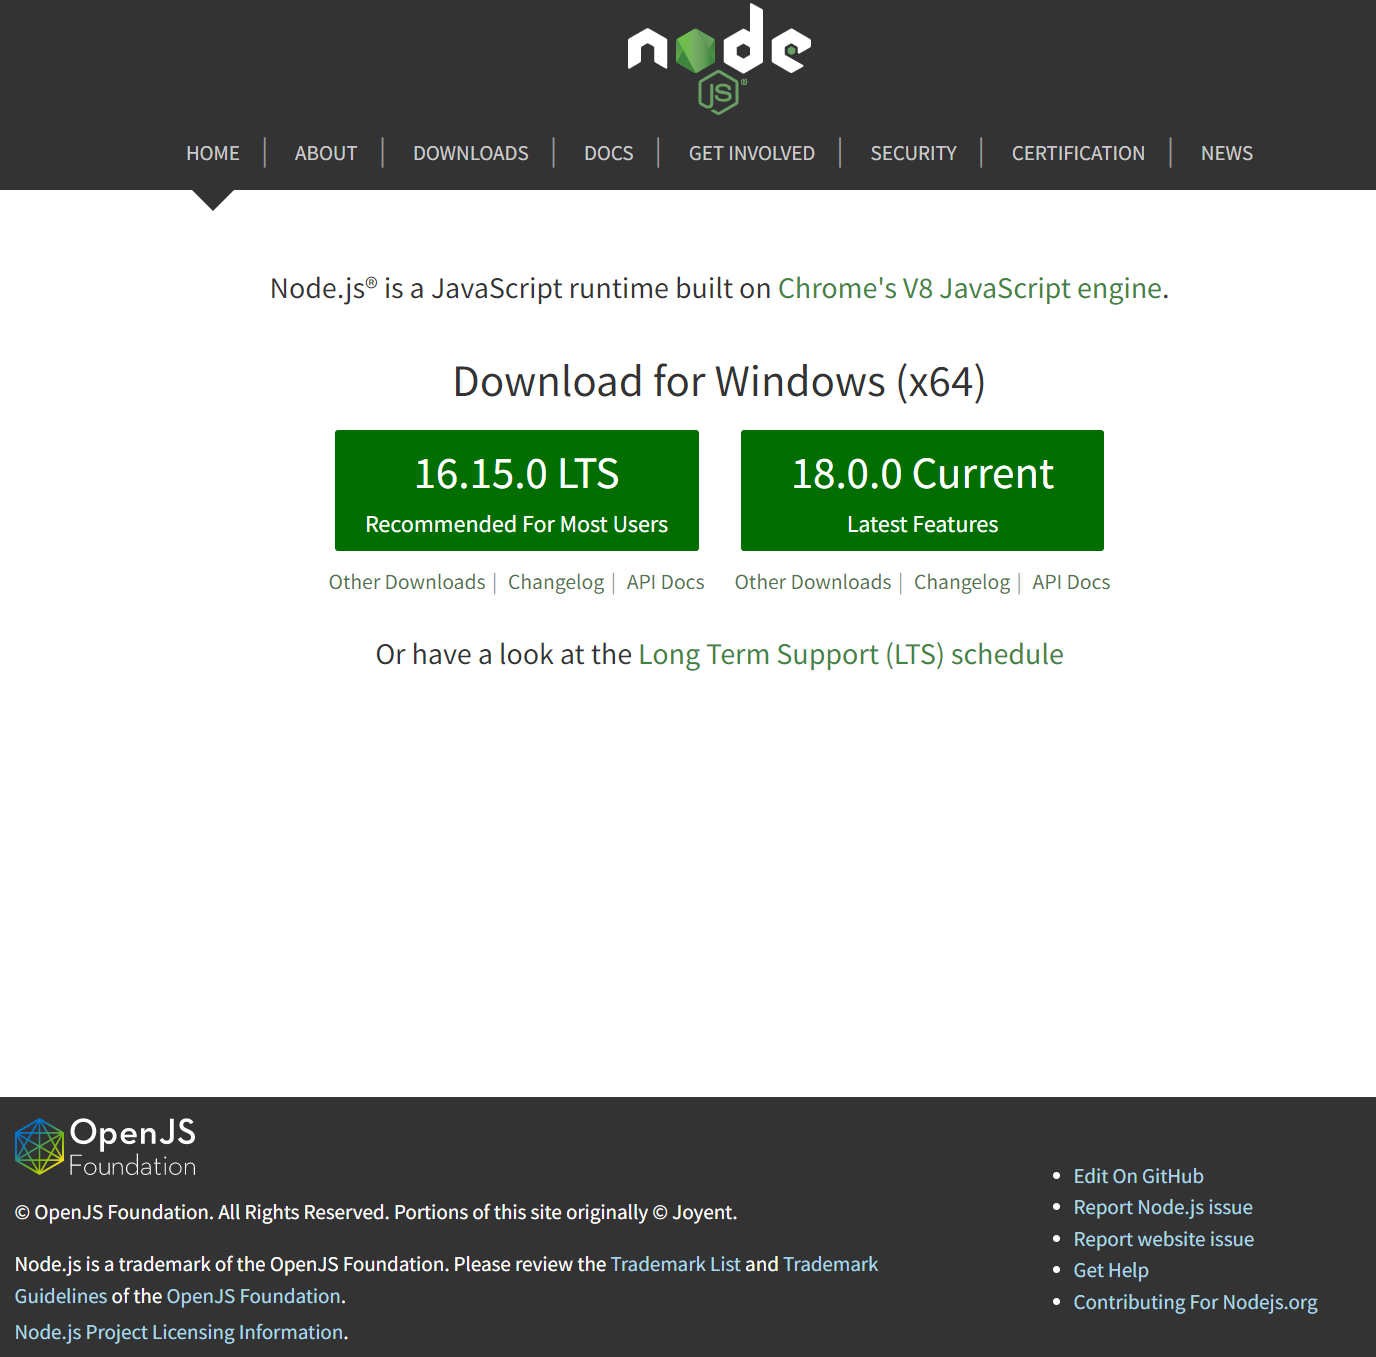 node
JS®
HOME | ABOUT | DOWNLOADS | DOCS | GET INVOLVED | SECURITY | CERTIFICATION | NEWS
Node.js® is a JavaScript runtime built on Chrome's V8 JavaScript engine.
Download for Windows (x64)
16.15.0 LTS
Recommended For Most Users
18.0.0 Current
Latest Features
Other Downloads | Changelog | API Docs
Other Downloads | Changelog | API Docs
Or have a look at the Long Term Support (LTS) schedule
OpenJS
Foundation
© OpenJS Foundation. All Rights Reserved. Portions of this site originally © Joyent.
Node.js is a trademark of the OpenJS Foundation. Please review the Trademark List and Trademark
Guidelines of the OpenJS Foundation.
Node.js Project Licensing Information.
Edit On GitHub
Report Node.js issue
Report website issue
Get Help
Contributing For Nodejs.org